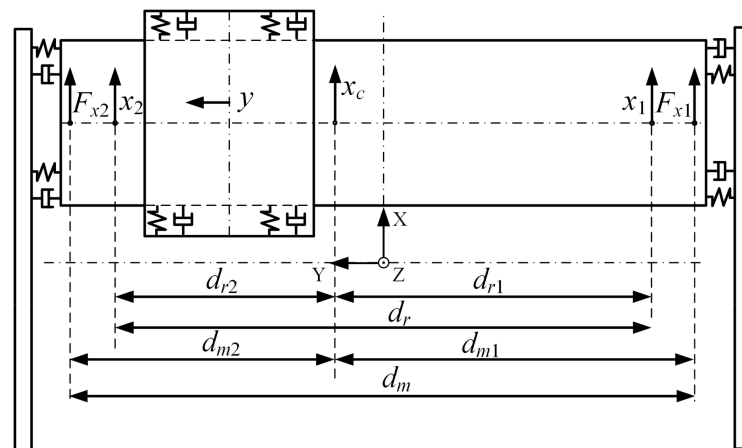 F_{x2} x_2 y x_c x_1 F_{x1}
X
Y Z
d_{r2} d_{r1}
d_r
d_{m2} d_{m1}
d_m